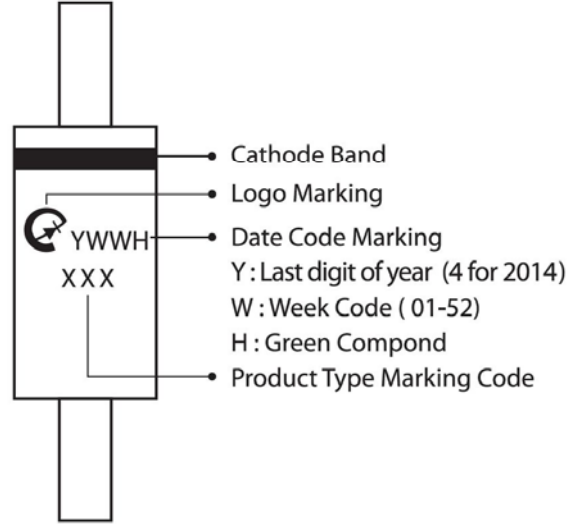 Cathode Band
Logo Marking
YWWH
Date Code Marking
XXX
Y : Last digit of year (4 for 2014)
W : Week Code ( 01-52)
H : Green Compond
Product Type Marking Code